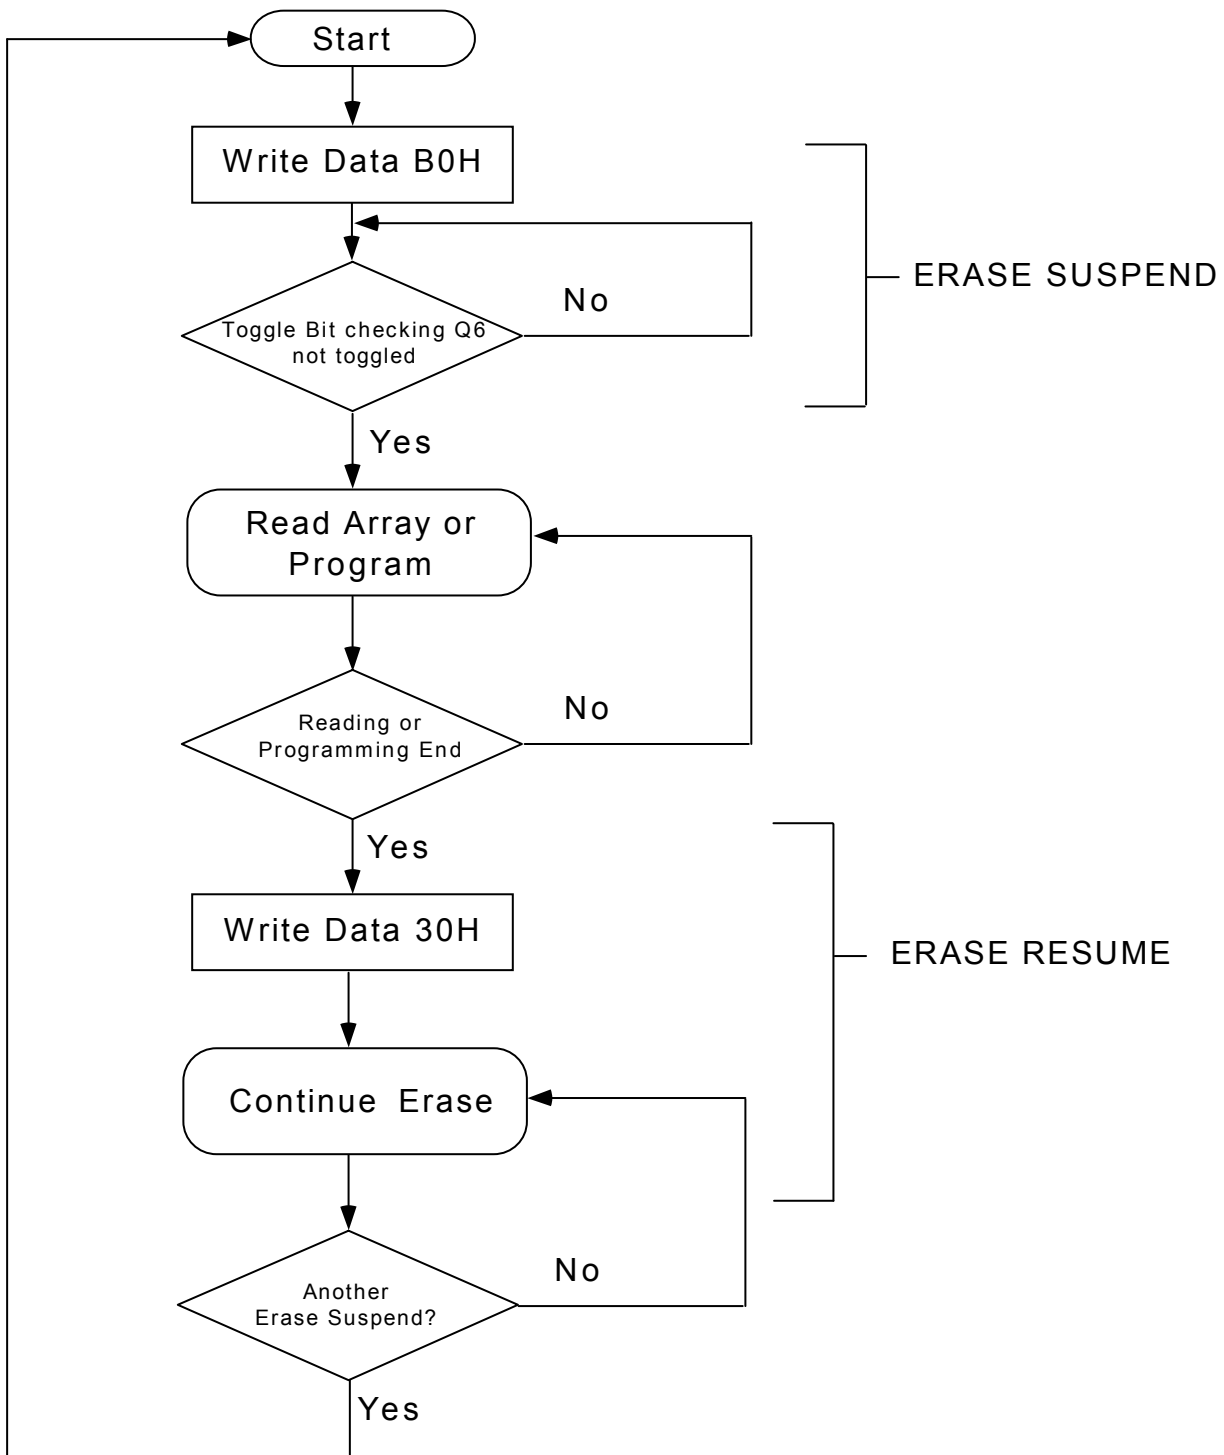 Start
Write Data B0H
ERASE SUSPEND
No
Toggle Bit checking Q6
not toggled
Yes
Read Array or
Program
No
Reading or
Programming End
Yes
Write Data 30H
ERASE RESUME
Continue Erase
No
Another
Erase Suspend?
Yes